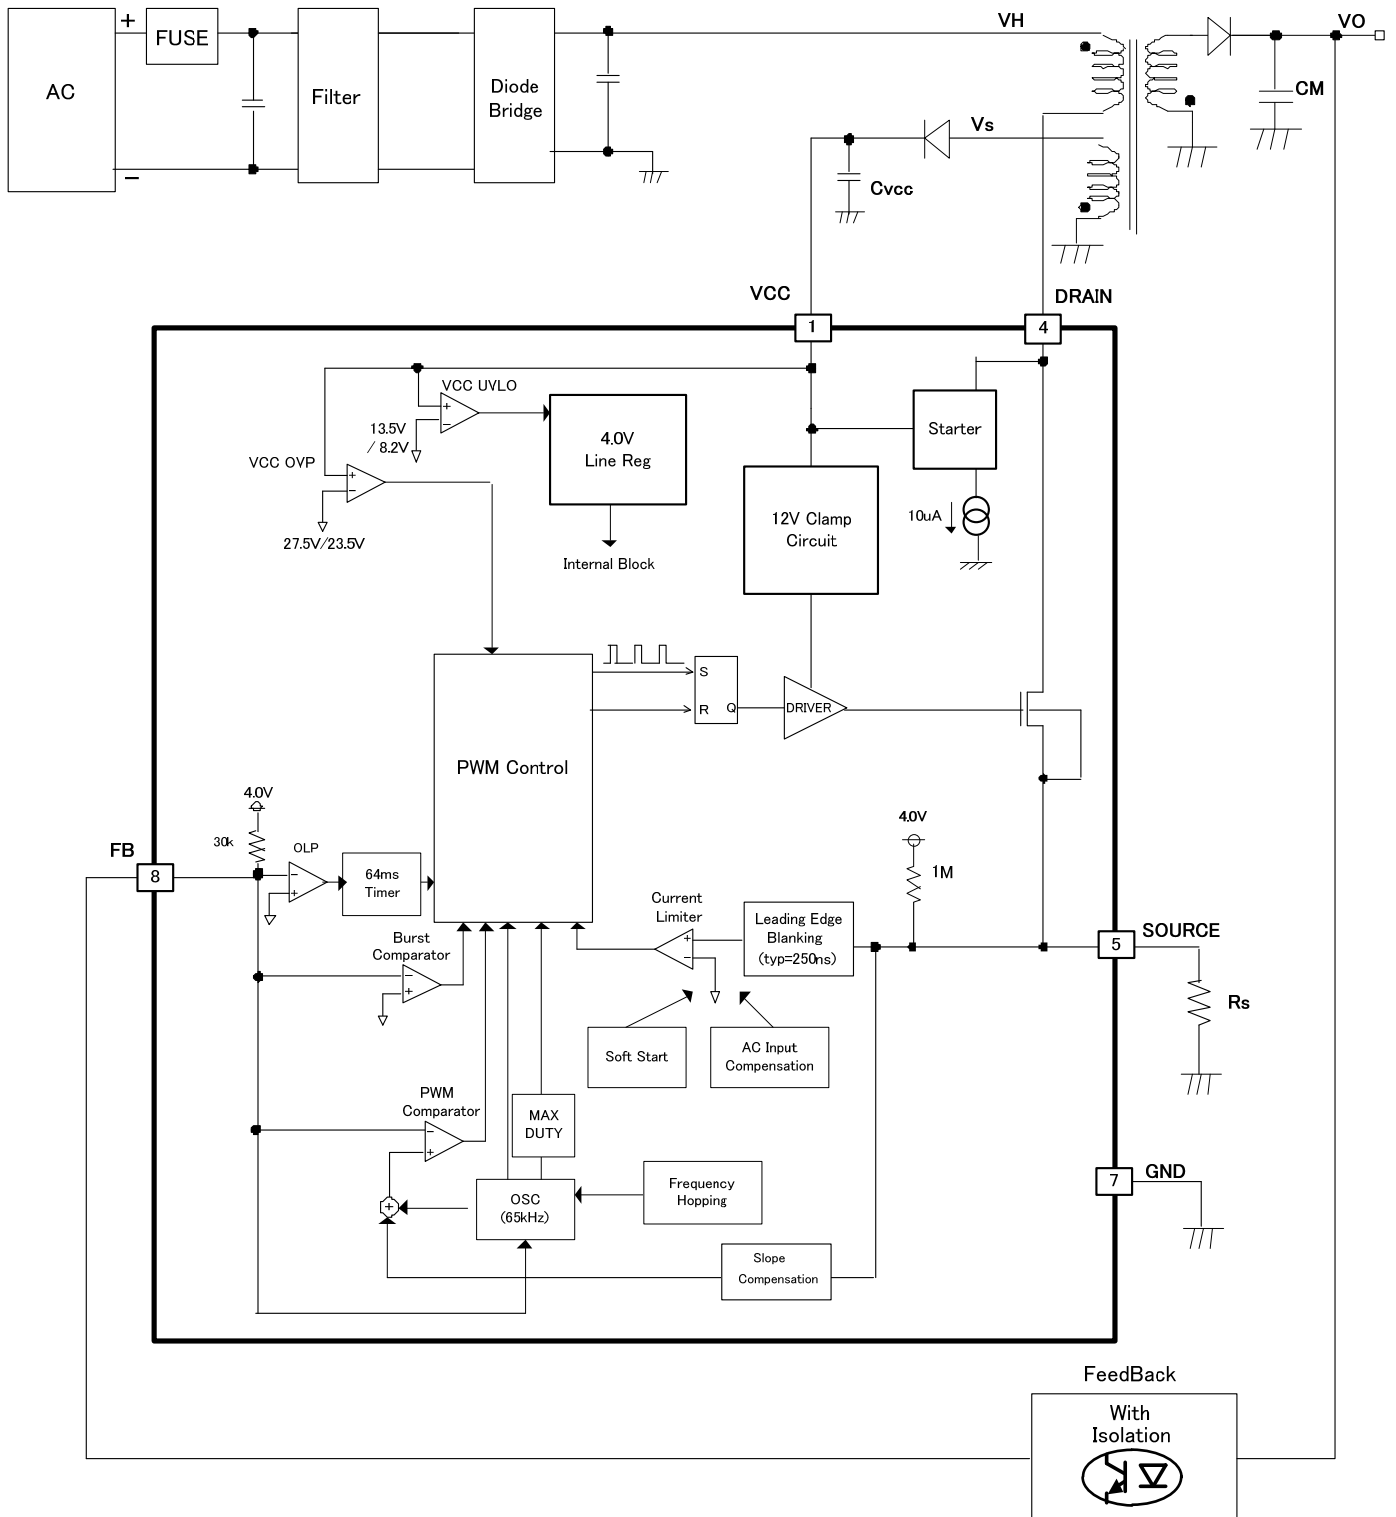 VH
VO
+
FUSE
AC
Filter
Diode
Bridge
CM
Vs
Cvcc
−
VCC
DRAIN
1
4
VCC UVLO
+
−
13.5V
/ 8.2V
4.0V
Line Reg
Starter
VCC OVP
+
−
27.5V/23.5V
10uA
12V Clamp
Circuit
Internal Block
S
R
Q
DRIVER
PWM Control
4.0V
30k
OLP
−
+
FB
8
64ms
Timer
4.0V
1M
Current
Limiter
+
−
Leading Edge
Blanking
(typ=250ns)
SOURCE
5
Burst
Comparator
−
+
Rs
Soft Start
AC Input
Compensation
PWM
Comparator
−
+
MAX
DUTY
GND
7
Frequency
Hopping
OSC
(65kHz)
+
Slope
Compensation
FeedBack
With
Isolation